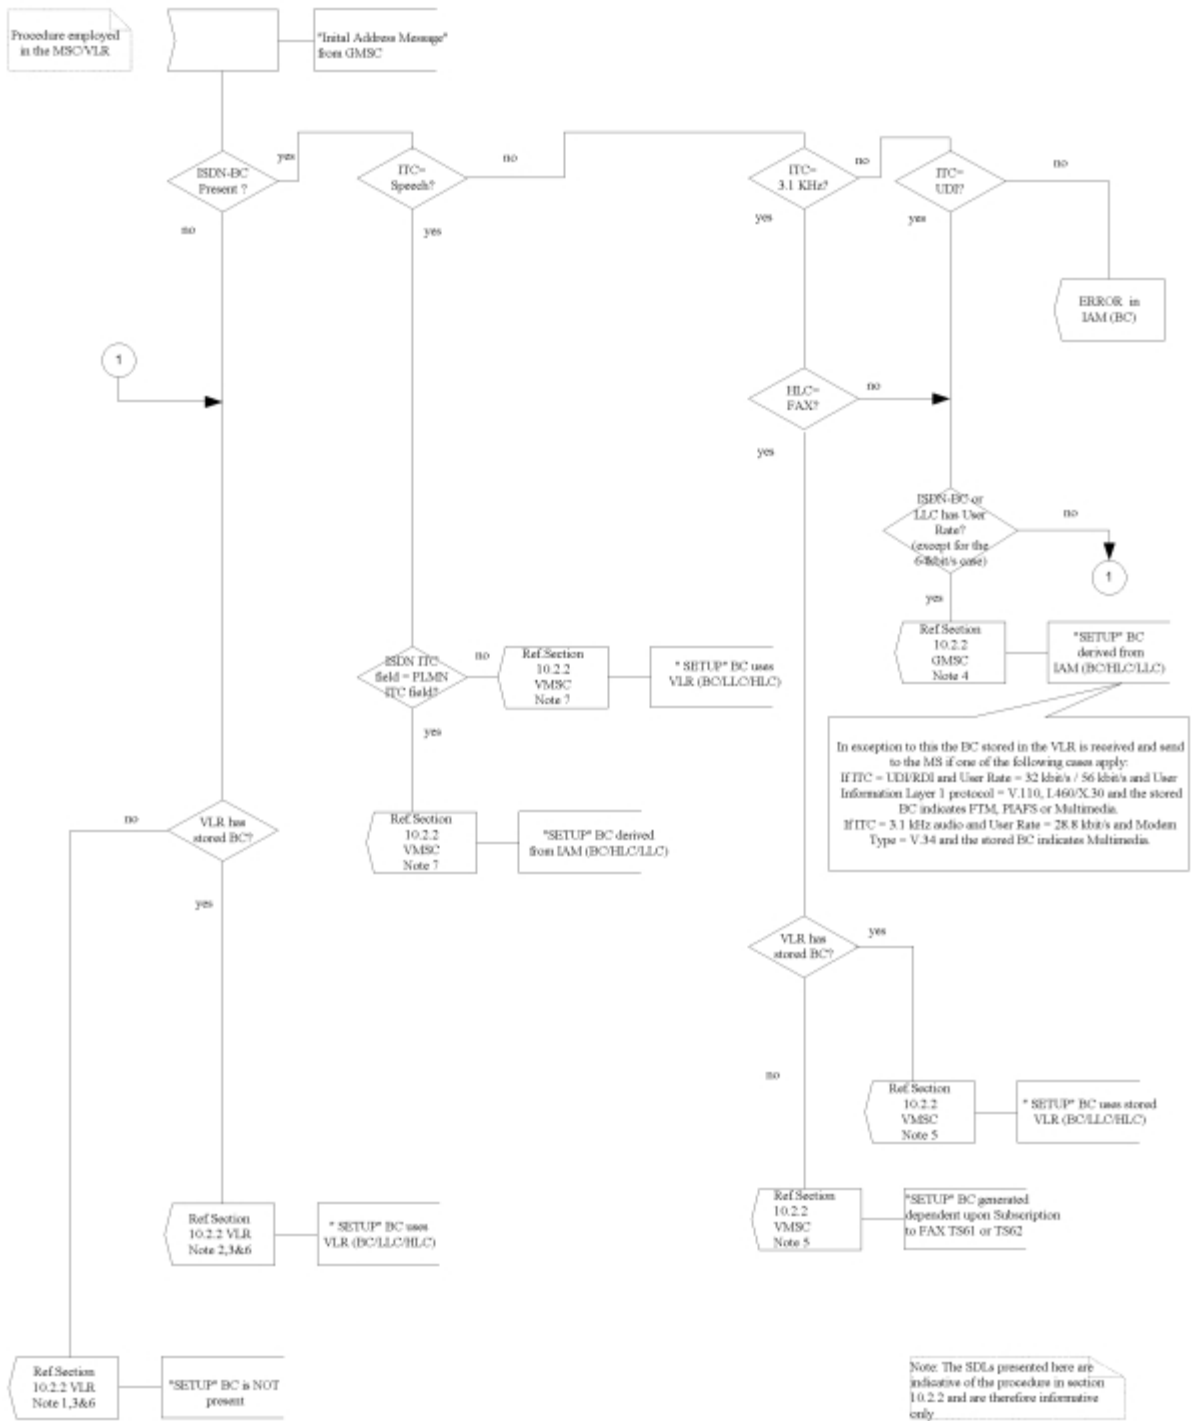 Procedure employed
in the MSC/VLR
"Inital Address Message"
from GMSC
ISDN-BC
Present ?
yes
no
ITC=
Speech?
no
yes
ITC=
3.1 KHz?
no
yes
ITC=
UDI?
no
yes
ERROR in
IAM (BC)
1
HLC=
FAX?
no
yes
ISDN-BC or
LLC has User
Rate?
(except for the
64kbit/s case)
no
1
yes
Ref.Section
10.2.2
GMSC
Note 4
"SETUP" BC
derived from
IAM (BC/HLC/LLC)
ISDN ITC
field = PLMN
ITC field?
no
Ref.Section
10.2.2
VMSC
Note 7
" SETUP" BC uses
VLR (BC/LLC/HLC)
yes
In exception to this the BC stored in the VLR is received and send
to the MS if one of the following cases apply:
If ITC = UDI/RDI and User Rate = 32 kbit/s / 56 kbit/s and User
Information Layer 1 protocol = V.110, I.460/X.30 and the stored
BC indicates FTM, PIAFS or Multimedia.
If ITC = 3.1 kHz audio and User Rate = 28.8 kbit/s and Modem
Type = V.34 and the stored BC indicates Multimedia.
no
VLR has
stored BC?
yes
Ref.Section
10.2.2
VMSC
Note 7
"SETUP" BC derived
from IAM (BC/HLC/LLC)
VLR has
stored BC?
yes
no
Ref.Section
10.2.2
VMSC
Note 5
" SETUP" BC uses stored
VLR (BC/LLC/HLC)
Ref.Section
10.2.2 VLR
Note 2,3&6
" SETUP" BC uses
VLR (BC/LLC/HLC)
Ref.Section
10.2.2
VMSC
Note 5
"SETUP" BC generated
dependent upon Subscription
to FAX TS61 or TS62
Ref.Section
10.2.2 VLR
Note 1,3&6
"SETUP" BC is NOT
present
Note: The SDLs presented here are
indicative of the procedure in section
10.2.2 and are therefore informative
only